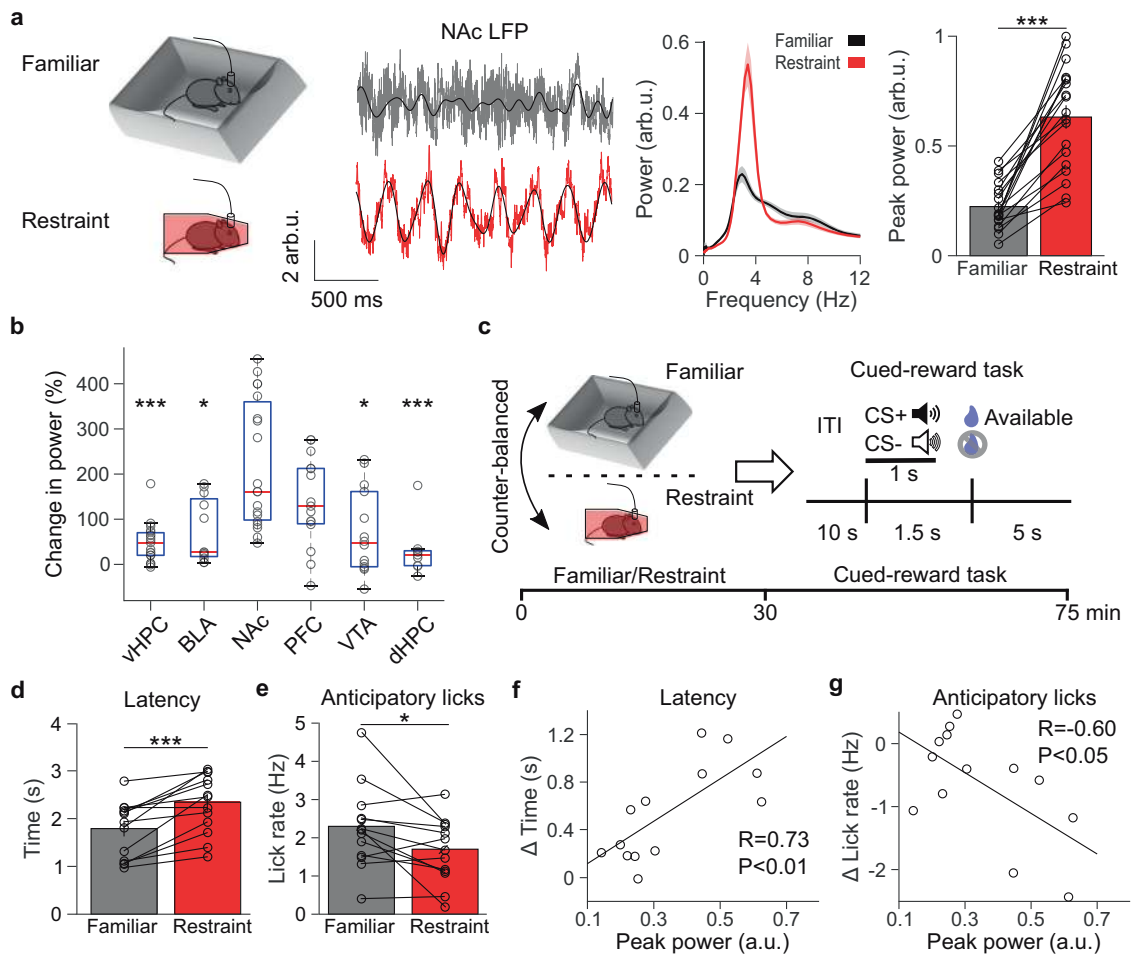 a
Familiar
Restraint
NAc LFP
2 arb.u.
500 ms
Power (arb.u.)
0.6
0.4
0.2
0
0 4 8 12
Frequency (Hz)
Familiar
Restraint
***
Peak power (arb.u.)
1
0.5
0
Familiar Restraint
b
Change in power (%)
400
300
200
100
0
*** * * ***
vHPC BLA NAc PFC VTA dHPC
c
Counter-balanced
Familiar
Restraint
Cued-reward task
ITI
CS+
CS-
Available
1 s
10 s 1.5 s 5 s
Familiar/Restraint Cued-reward task
0 30 75 min
d
Latency
***
Time (s)
4
3
2
1
0
Familiar Restraint
e
Anticipatory licks
*
Lick rate (Hz)
5
4
3
2
1
0
Familiar Restraint
f
Latency
Δ Time (s)
1.2
0.8
0.4
0
R=0.73
P<0.01
0.1 0.3 0.5 0.7
Peak power (a.u.)
g
Anticipatory licks
R=-0.60
P<0.05
Δ Lick rate (Hz)
0
-1
-2
0.1 0.3 0.5 0.7
Peak power (a.u.)